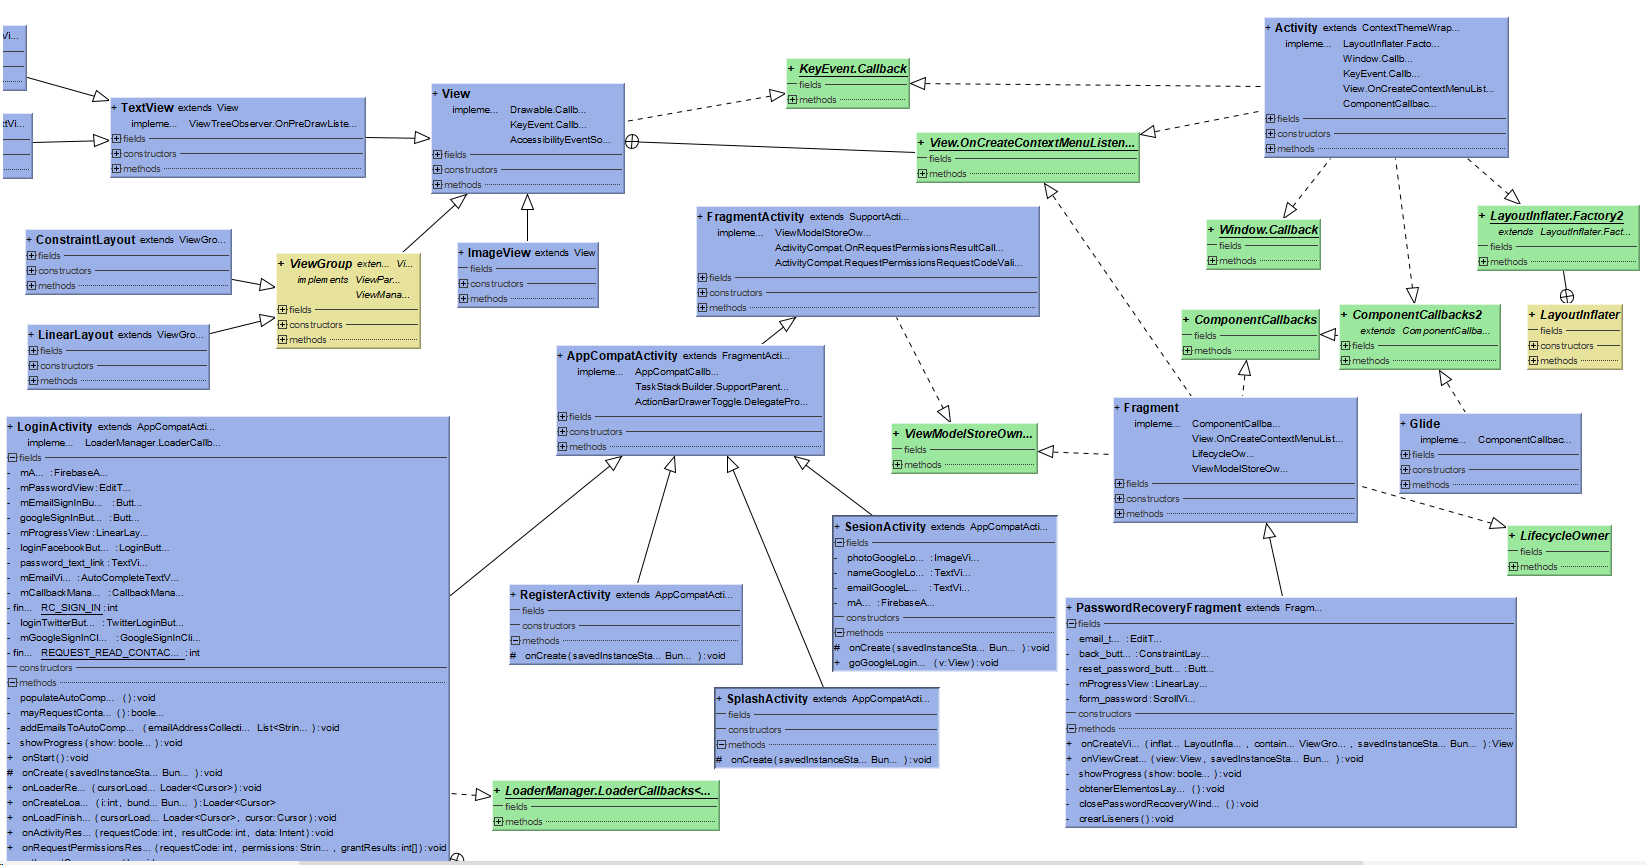 Vi...
tVi...
+ TextView extends View
impleme... ViewTreeObserver.OnPreDrawListe...
fields
constructors
methods
+ View
impleme... Drawable.Callb...
KeyEvent.Callb...
AccessibilityEventSo...
fields
constructors
methods
+ KeyEvent.Callback
fields
methods
+ View.OnCreateContextMenuListen...
fields
methods
+ Activity extends ContextThemeWrap...
impleme... LayoutInflater.Facto...
Window.Callb...
KeyEvent.Callb...
View.OnCreateContextMenuList...
ComponentCallbac...
fields
constructors
methods
+ ConstraintLayout extends ViewGro...
fields
constructors
methods
+ LinearLayout extends ViewGro...
fields
constructors
methods
+ ViewGroup exten... Vi...
implements ViewPar...
ViewMana...
fields
constructors
methods
+ ImageView extends View
fields
constructors
methods
+ FragmentActivity extends SupportActi...
impleme... ViewModelStoreOw...
ActivityCompat.OnRequestPermissionsResultCall...
ActivityCompat.RequestPermissionsRequestCodeVali...
fields
constructors
methods
+ Window.Callback
fields
methods
+ LayoutInflater.Factory2
extends LayoutInflater.Fact...
fields
methods
+ ComponentCallbacks
fields
methods
+ ComponentCallbacks2
extends ComponentCallba...
fields
methods
+ LayoutInflater
fields
constructors
methods
+ AppCompatActivity extends FragmentActi...
impleme... AppCompatCallb...
TaskStackBuilder.SupportParent...
ActionBarDrawerToggle.DelegatePro...
fields
constructors
methods
+ ViewModelStoreOwn...
fields
methods
+ Fragment
impleme... ComponentCallba...
View.OnCreateContextMenuList...
LifecycleOw...
ViewModelStoreOw...
fields
constructors
methods
+ Glide
impleme... ComponentCallbac...
fields
constructors
methods
+ LifecycleOwner
fields
methods
+ LoginActivity extends AppCompatActi...
impleme... LoaderManager.LoaderCallb...
fields
- mA... : FirebaseA...
- mPasswordView : EditT...
- mEmailSignInBu... : Butt...
- googleSignInBut... : Butt...
- mProgressView : LinearLay...
- loginFacebookBut... : LoginButt...
- password_text_link : TextVi...
- mEmailVi... : AutoCompleteTextV...
- mCallbackMana... : CallbackMana...
- fin... RC_SIGN_IN : int
- loginTwitterBut... : TwitterLoginBut...
- mGoogleSignInCl... : GoogleSignInCli...
- fin... REQUEST_READ_CONTAC... : int
constructors
methods
- populateAutoComp... ( ) : void
- mayRequestConta... ( ) : boole...
- addEmailsToAutoComp... ( emailAddressCollecti... List<Strin... ) : void
- showProgress ( show: boole... ) : void
+ onStart ( ) : void
# onCreate ( savedInstanceSta... Bun... ) : void
+ onLoaderRe... ( cursorLoad... Loader<Cursor> ) : void
+ onCreateLoa... ( i: int, bund... Bun... ) : Loader<Cursor>
+ onLoadFinish... ( cursorLoad... Loader<Cursor>, cursor: Cursor ) : void
+ onActivityRes... ( requestCode: int, resultCode: int, data: Intent ) : void
+ onRequestPermissionsRes... ( requestCode: int, permissions: Strin... , grantResults: int[] ) : void
+ RegisterActivity extends AppCompatActi...
fields
constructors
methods
# onCreate ( savedInstanceSta... Bun... ) : void
+ SesionActivity extends AppCompatActi...
fields
- photoGoogleLo... : ImageVi...
- nameGoogleLo... : TextVi...
- emailGoogleL... : TextVi...
- mA... : FirebaseA...
constructors
methods
# onCreate ( savedInstanceSta... Bun... ) : void
+ goGoogleLogin... ( v: View ) : void
+ SplashActivity extends AppCompatActi...
fields
constructors
methods
# onCreate ( savedInstanceSta... Bun... ) : void
+ LoaderManager.LoaderCallbacks<...
fields
methods
+ PasswordRecoveryFragment extends Fragm...
fields
- email_t... : EditT...
- back_butt... : ConstraintLay...
- reset_password_butt... : Butt...
- mProgressView : LinearLay...
- form_password : ScrollVi...
constructors
methods
+ onCreateVi... ( inflat... LayoutInfla... , contain... ViewGro... , savedInstanceSta... Bun... ) : View
+ onViewCreat... ( view: View, savedInstanceSta... Bun... ) : void
- showProgress ( show: boole... ) : void
- obtenerElementosLay... ( ) : void
- closePasswordRecoveryWind... ( ) : void
- crearLiseners ( ) : void